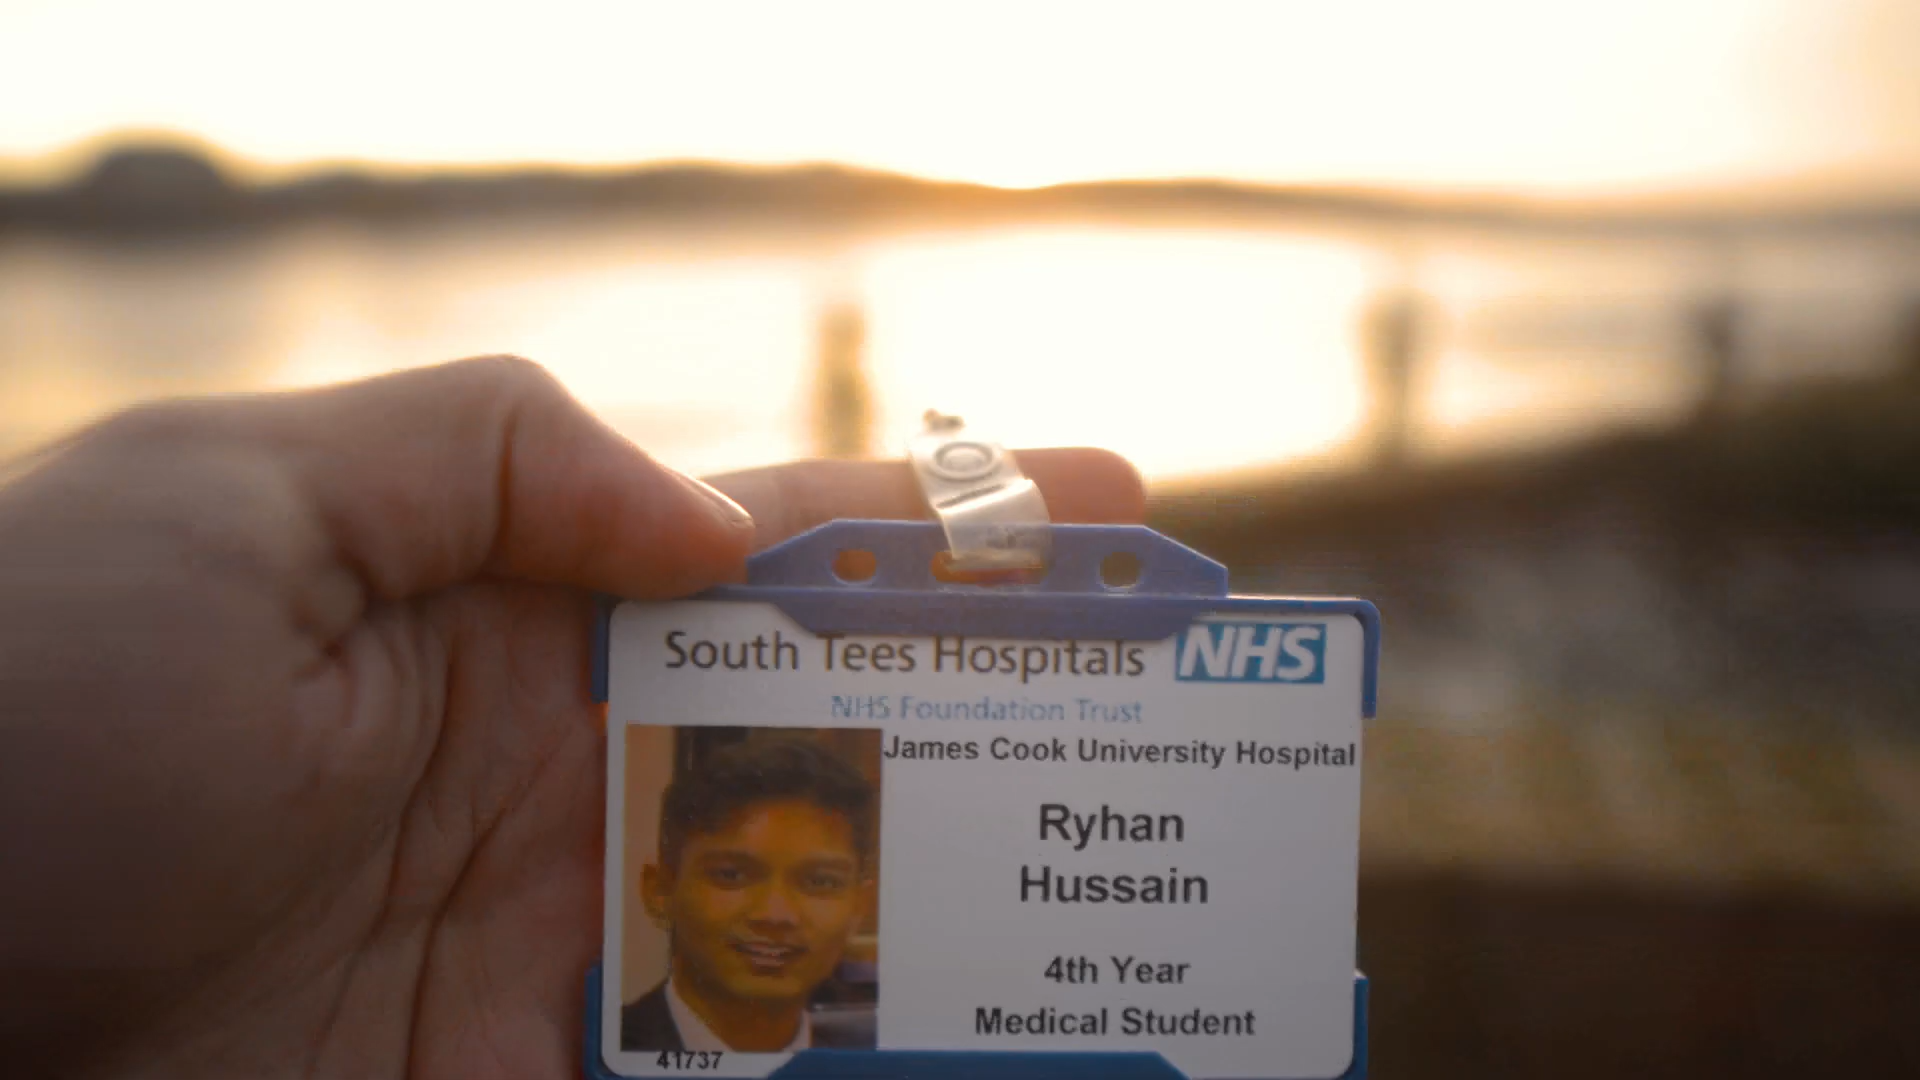 South Tees Hospitals NHS
NHS Foundation Trust
James Cook University Hospital
Ryhan
Hussain
4th Year
Medical Student
41737